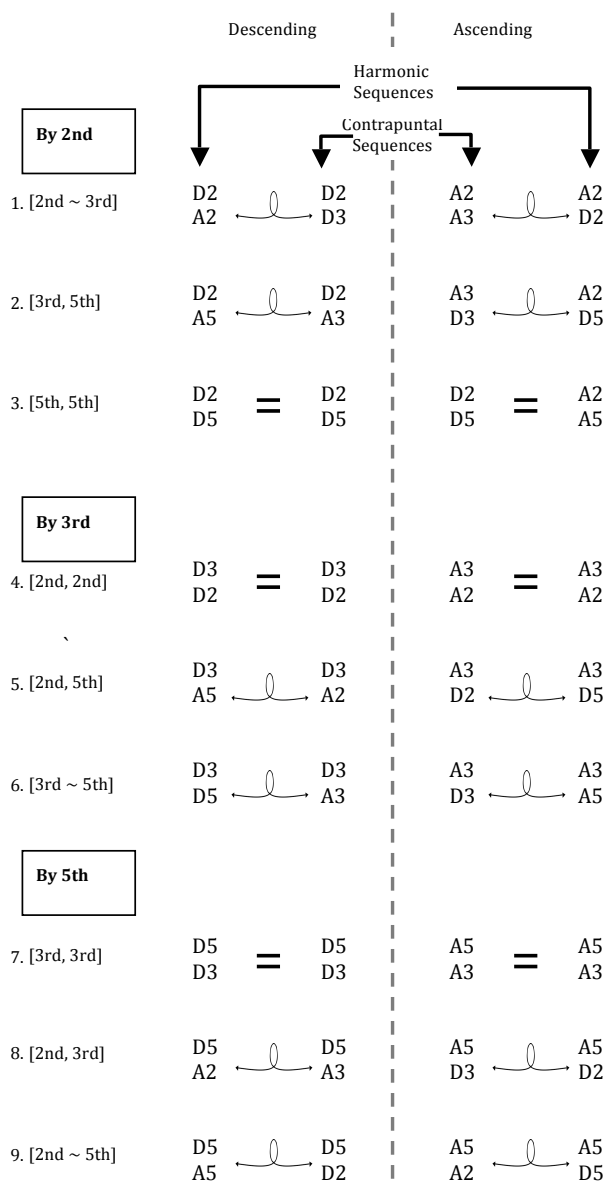 Descending Ascending
Harmonic
Sequences
Contrapuntal
Sequences
By 2nd
D2 D2 A2 A2
1. [2nd ~ 3rd]
A2 D3 A3 D2
D2 D2 A3 A2
2. [3rd, 5th]
A5 A3 D3 D5
D2 D2 D2 A2
3. [5th, 5th] = = 
D5 D5 D5 A5
By 3rd
D3 D3 A3 A3
4. [2nd, 2nd] = =
D2 D2 A2 A2
`
D3 D3 A3 A3
5. [2nd, 5th]
A5 A2 D2 D5
D3 D3 A3 A3
6. [3rd ~ 5th]
D5 A3 D3 A5
By 5th
D5 D5 A5 A5
7. [3rd, 3rd] = =
D3 D3 A3 A3
D5 D5 A5 A5
8. [2nd, 3rd]
A2 A3 D3 D2
D5 D5 A5 A5
9. [2nd ~ 5th]
A5 D2 A2 D5